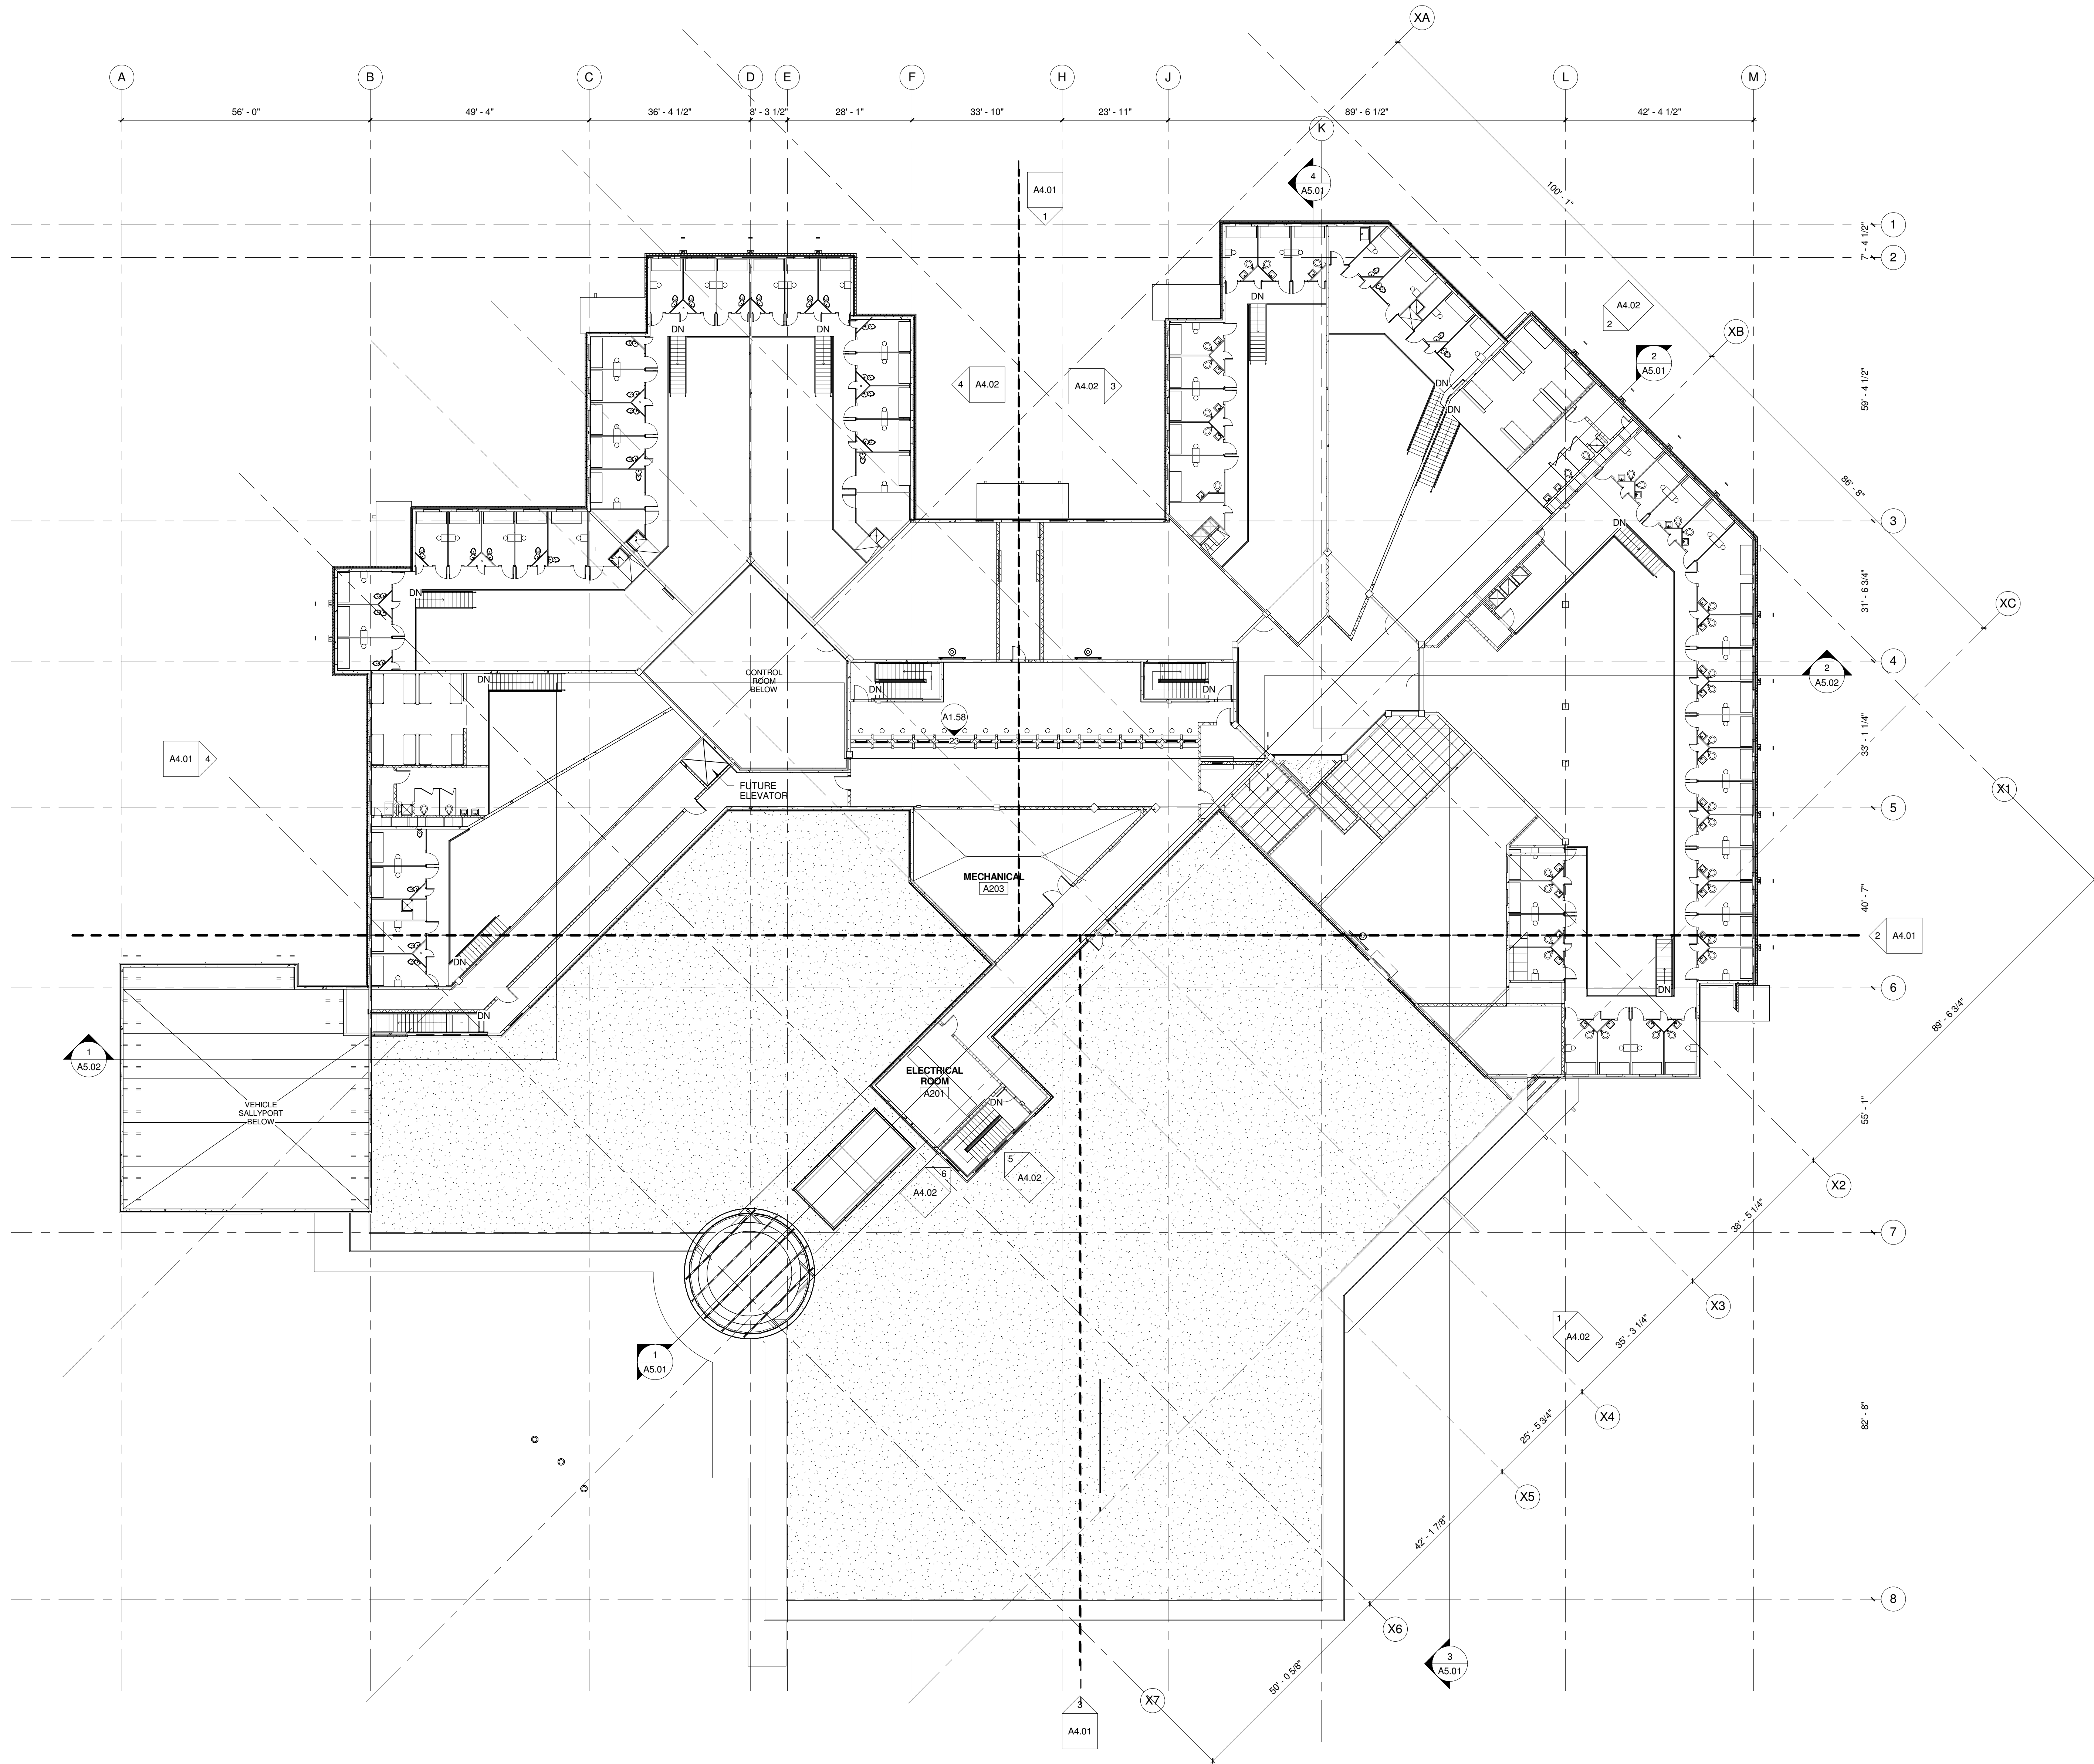 XA
A
B
C
D
E
F
H
J
L
M
56' - 0"
49' - 4"
36' - 4 1/2"
8' - 3 1/2"
28' - 1"
33' - 10"
23' - 11"
89' - 6 1/2"
42' - 4 1/2"
K
4
A5.01
A4.01
1
100' - 1"
1
7' - 4 1/2"
2
A4.02
2
DN
DN
DN
XB
2
A5.01
4
A4.02
A4.02
3
DN
DN
59' - 4 1/2"
86' - 8"
3
DN
DN
31' - 6 3/4"
XC
4
2
A5.02
CONTROL
ROOM
BELOW
DN
DN
DN
A1.58
23
33' - 1 1/4"
A4.01
4
FUTURE
ELEVATOR
X1
5
MECHANICAL
A203
40' - 7"
2
A4.01
DN
DN
6
DN
89' - 6 3/4"
1
A5.02
ELECTRICAL
ROOM
A201
DN
VEHICLE
SALLYPORT
BELOW
55' - 1"
5
A4.02
6
A4.02
X2
38' - 5 1/4"
7
X3
1
A4.02
35' - 3 1/4"
1
A5.01
X4
25' - 5 3/4"
82' - 8"
X5
42' - 1 7/8"
8
X6
3
A5.01
50' - 0 5/8"
X7
3
A4.01